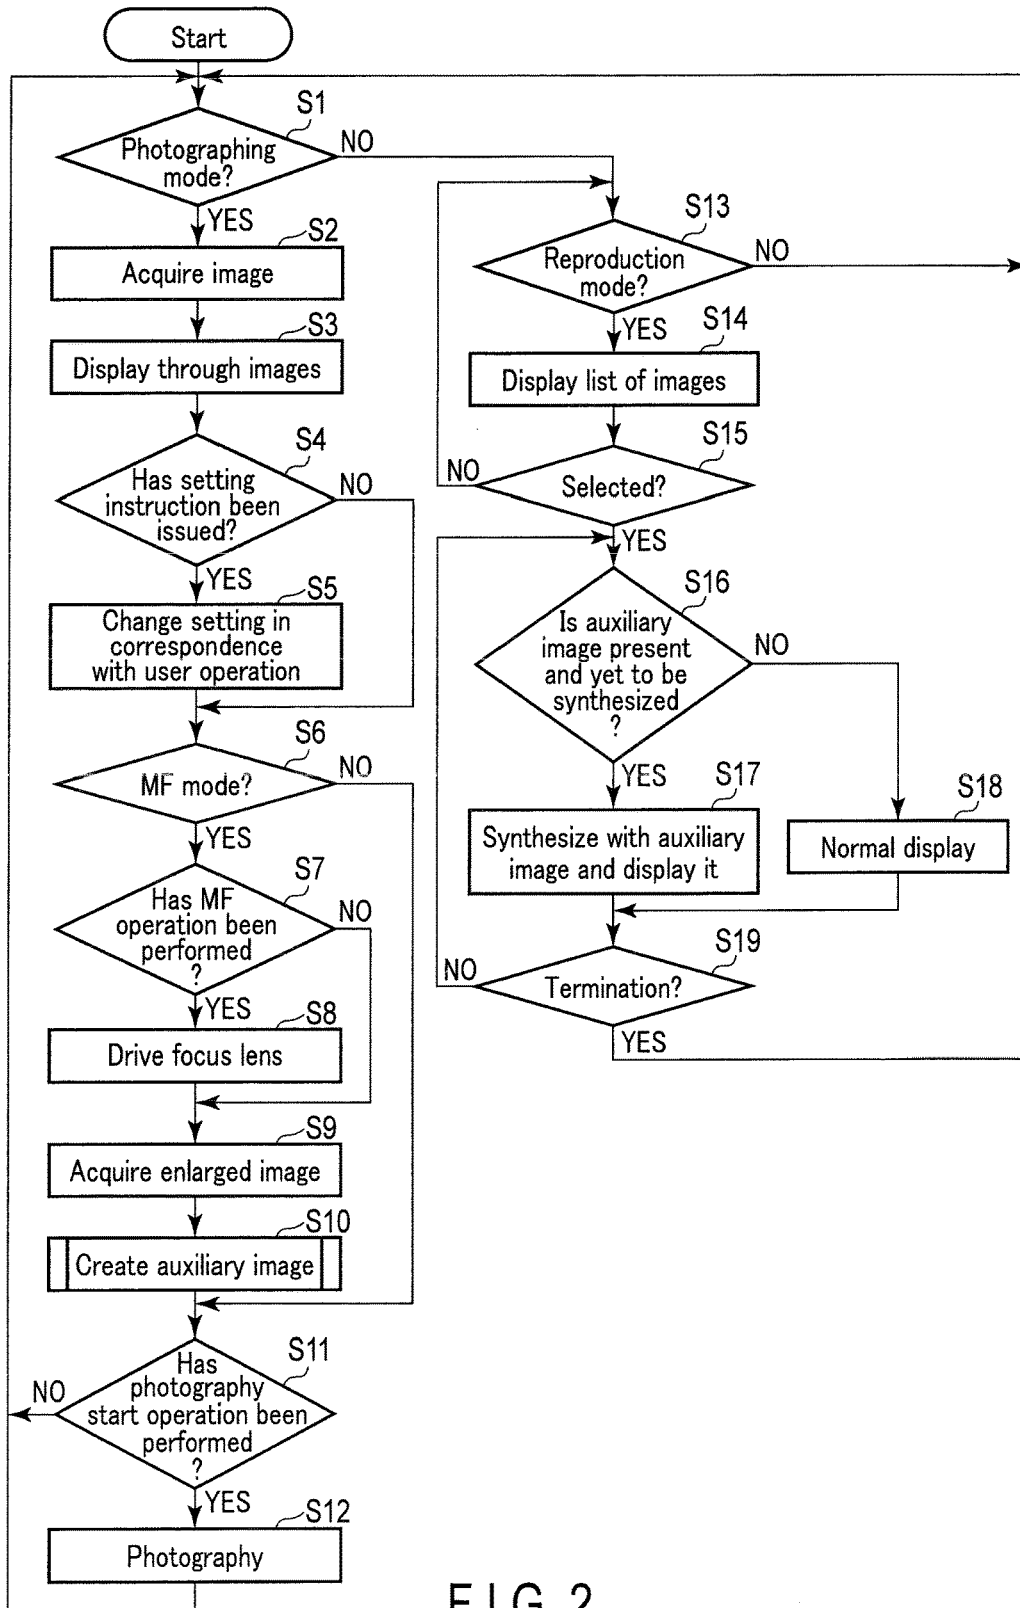 Start
S1
Photographing
mode?
NO
YES
S2
Acquire image
S3
Display through images
S4
Has setting
instruction been
issued?
NO
YES
S5
Change setting in
correspondence
with user operation
S6
MF mode?
NO
YES
S7
Has MF
operation been
performed
?
NO
YES
S8
Drive focus lens
S9
Acquire enlarged image
S10
Create auxiliary image
S11
Has
photography
start operation been
performed
?
NO
YES
S12
Photography
S13
Reproduction
mode?
NO
YES
S14
Display list of images
S15
Selected?
NO
YES
S16
Is auxiliary
image present
and yet to be
synthesized
?
NO
YES
S17
Synthesize with auxiliary
image and display it
S18
Normal display
S19
Termination?
NO
YES
FIG. 2